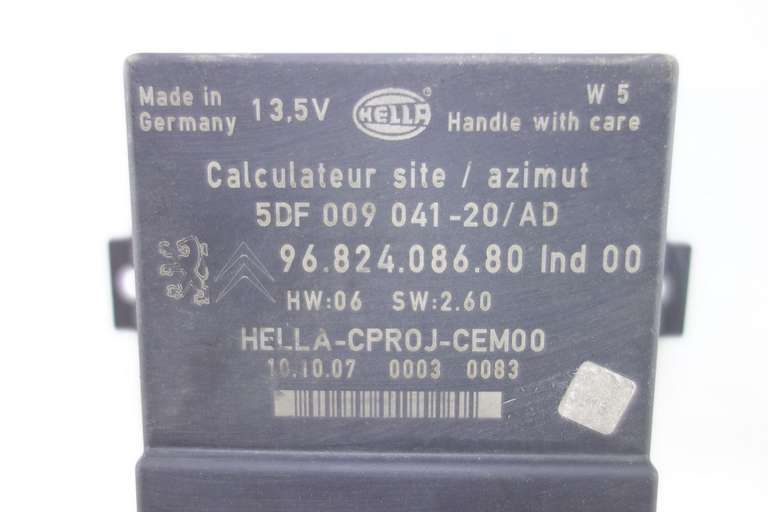 Made in
Germany
13,5V
HELLA ®
W 5
Handle with care
Calculateur site / azimut
5DF 009 041-20/AD
96.824.086.80 Ind 00
HW:06 SW:2.60
HELLA-CPROJ-CEM00
10.10.07 0003 0083